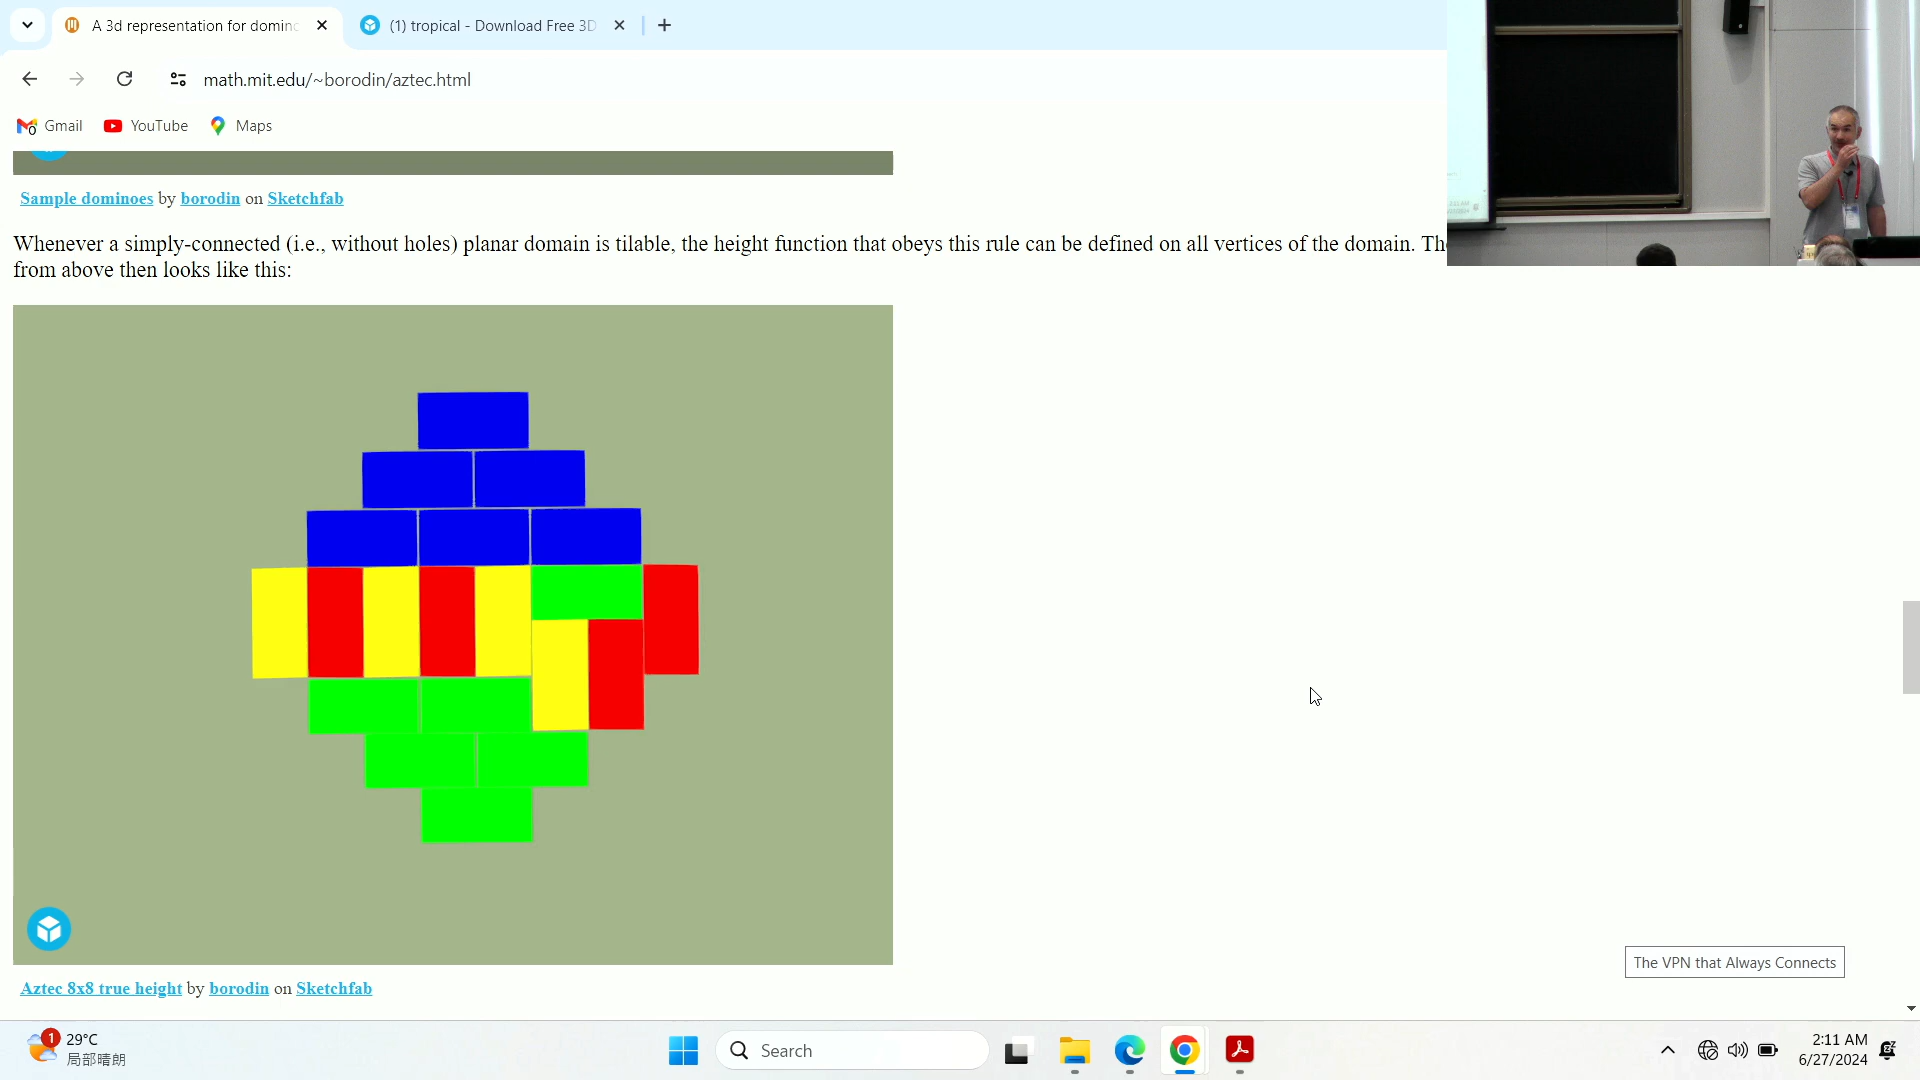 A 3d representation for domin
(1) tropical - Download Free 3D
math.mit.edu/~borodin/aztec.html
Gmail
YouTube
Maps
Sample dominoes by borodin on Sketchfab
Whenever a simply-connected (i.e., without holes) planar domain is tilable, the height function that obeys this rule can be defined on all vertices of the domain. Th
from above then looks like this:
Aztec 8x8 true height by borodin on Sketchfab
The VPN that Always Connects
1
29°C
局部晴朗
Search
2:11 AM
6/27/2024